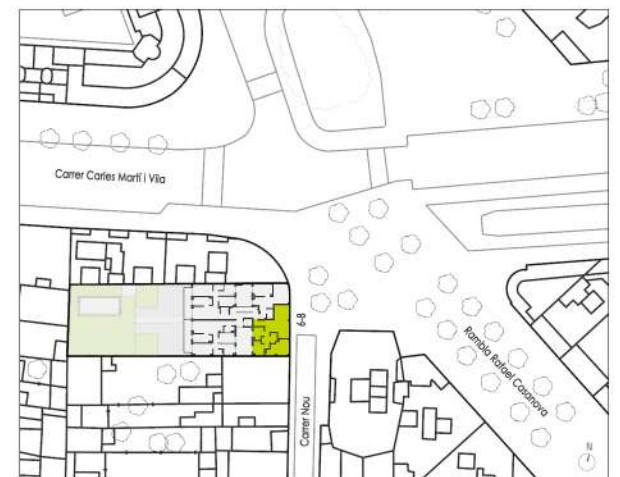 Carrer Carles Martí i Vila
6-8
Rambla Rafael Casanova
Carrer Nou
N